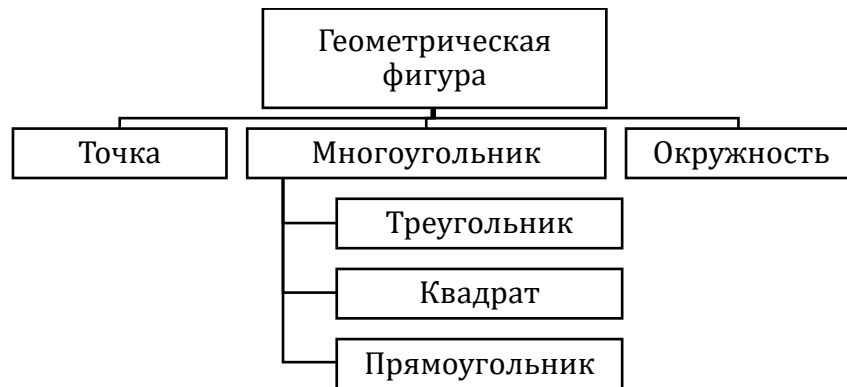 Геометрическая
фигура
Точка
Многоугольник
Окружность
Треугольник
Квадрат
Прямоугольник